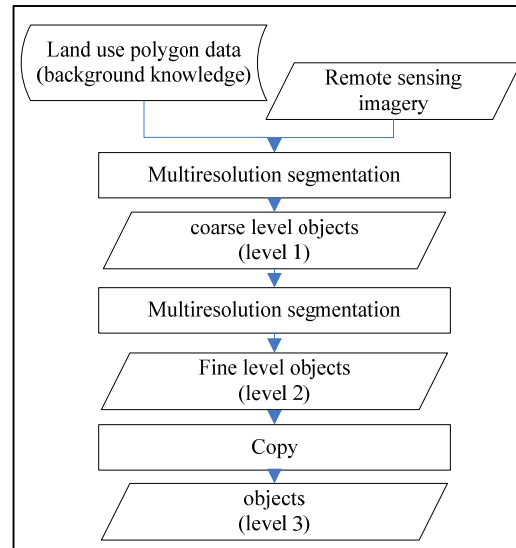 Land use polygon data
(background knowledge)
Remote sensing
imagery
Multiresolution segmentation
coarse level objects
(level 1)
Multiresolution segmentation
Fine level objects
(level 2)
Copy
objects
(level 3)